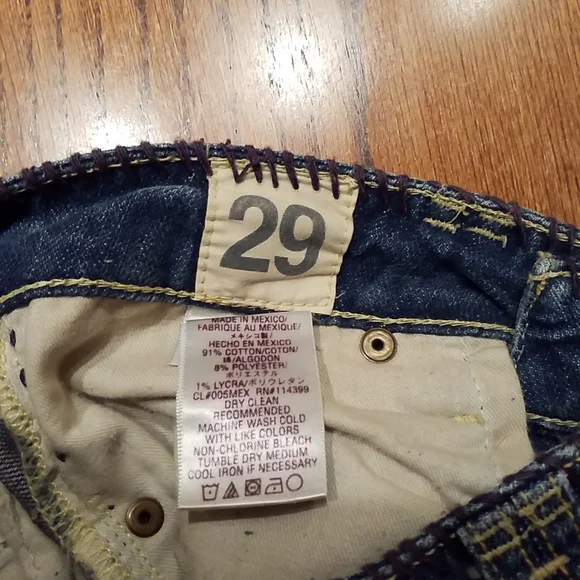 29
MADE IN MEXICO/
FABRIQUE AU MEXIQUE/
メキシコ製/
HECHO EN MEXICO
91% COTTON/COTON/
綿/ALGODON
8% POLYESTER/
ポリエステル
1% LYCRA/ポリウレタン
CL#005MEX RN#114399
DRY CLEAN
RECOMMENDED
MACHINE WASH COLD
WITH LIKE COLORS
NON-CHLORINE BLEACH
TUMBLE DRY MEDIUM
COOL IRON IF NECESSARY